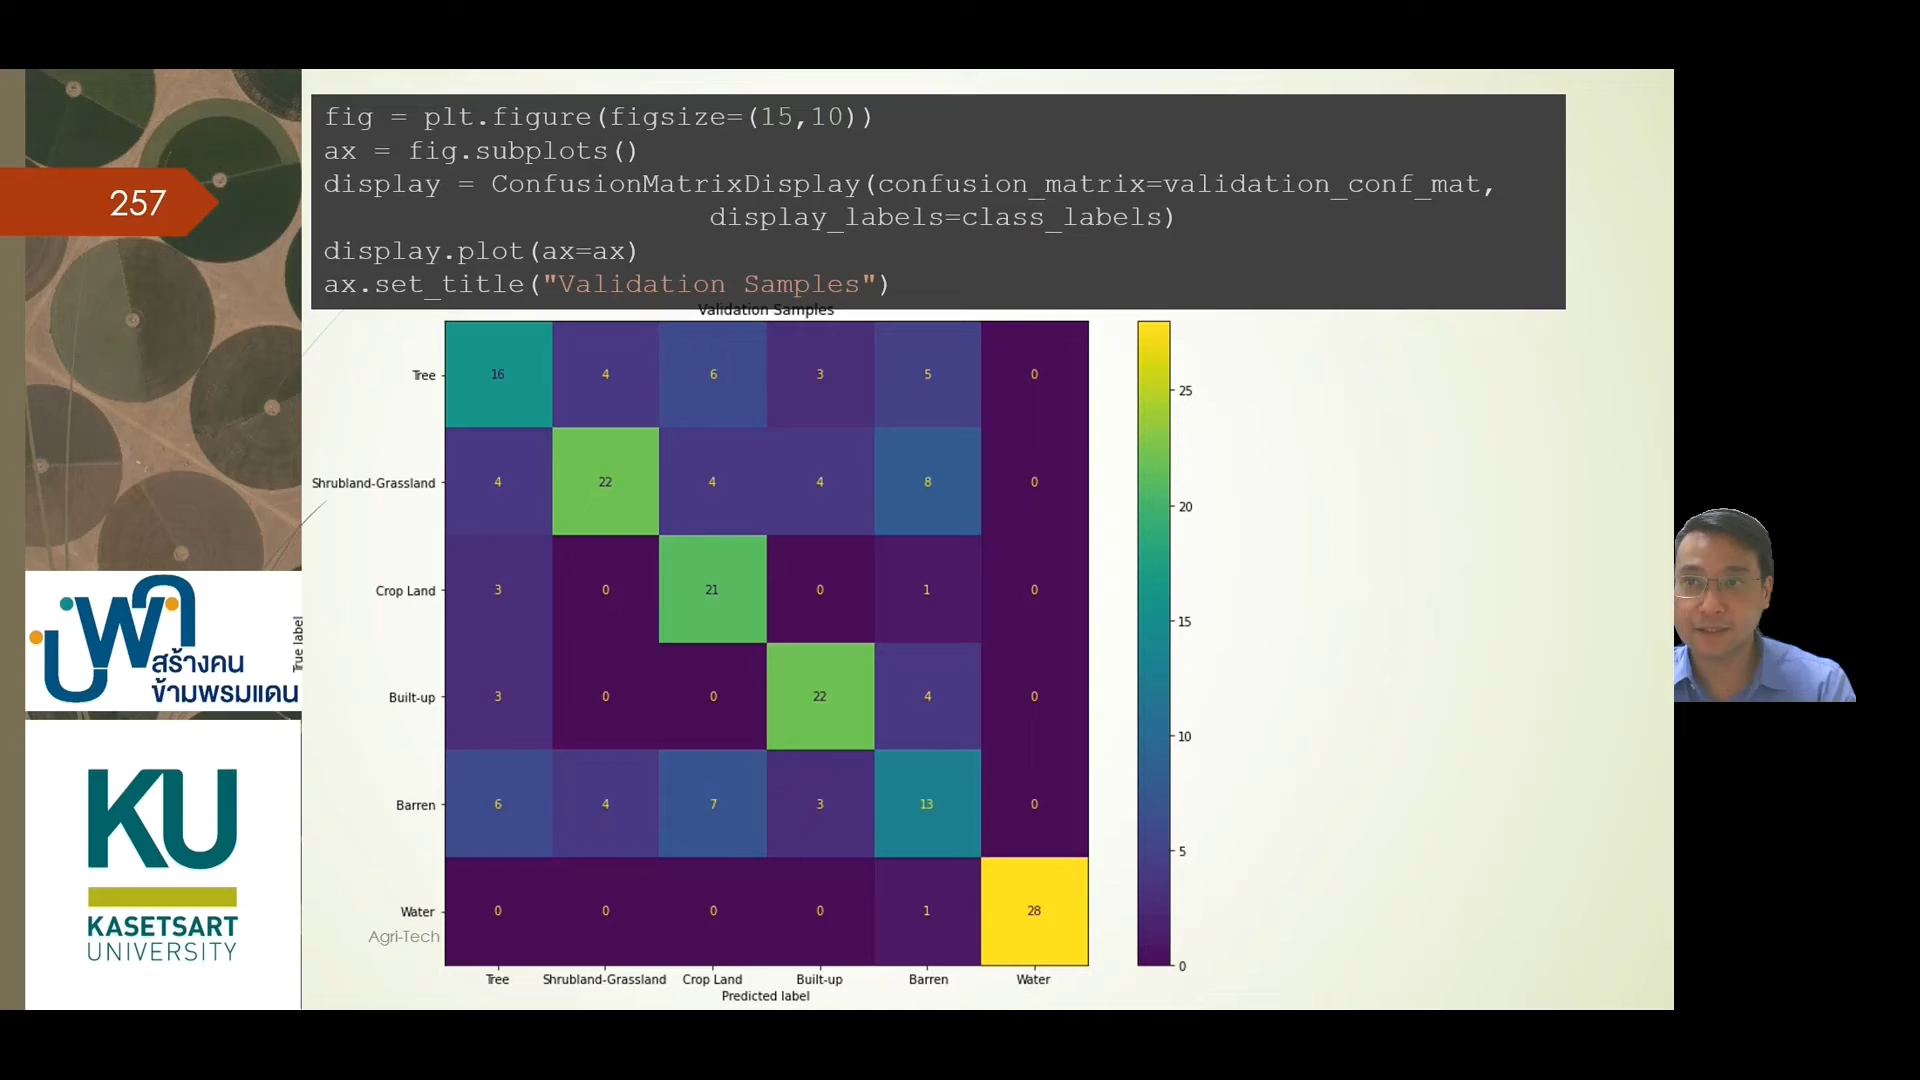 fig = plt.figure(figsize=(15,10))
ax = fig.subplots()
display = ConfusionMatrixDisplay(confusion_matrix=validation_conf_mat,
display_labels=class_labels)
display.plot(ax=ax)
ax.set_title("Validation Samples")
257
Validation Samples
Tree 16 4 6 3 5 0
Shrubland-Grassland 4 22 4 4 8 0
Crop Land 3 0 21 0 1 0
Built-up 3 0 0 22 4 0
Barren 6 4 7 3 13 0
Water 0 0 0 0 1 28
Tree Shrubland-Grassland Crop Land Built-up Barren Water
Predicted label
True label
25
20
15
10
5
0
สร้างคน
ข้ามพรมแดน
KU
KASETSART
UNIVERSITY
Agri-Tech